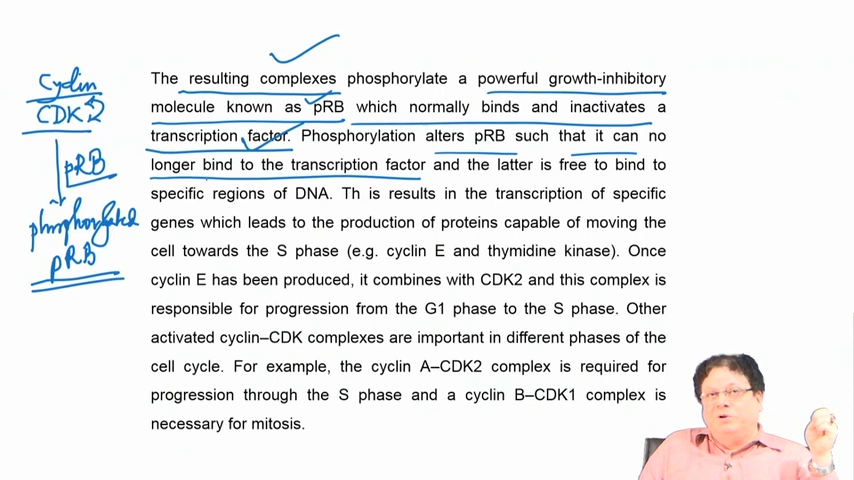 Cyclin
CDK
pRB
phosphorylated
pRB
The resulting complexes phosphorylate a powerful growth-inhibitory
molecule known as pRB which normally binds and inactivates a
transcription factor. Phosphorylation alters pRB such that it can no
longer bind to the transcription factor and the latter is free to bind to
specific regions of DNA. Th is results in the transcription of specific
genes which leads to the production of proteins capable of moving the
cell towards the S phase (e.g. cyclin E and thymidine kinase). Once
cyclin E has been produced, it combines with CDK2 and this complex is
responsible for progression from the G1 phase to the S phase. Other
activated cyclin–CDK complexes are important in different phases of the
cell cycle. For example, the cyclin A–CDK2 complex is required for
progression through the S phase and a cyclin B–CDK1 complex is
necessary for mitosis.